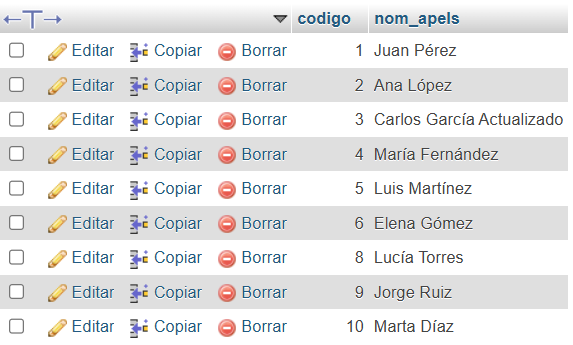 codigo nom_apels
Editar Copiar Borrar 1 Juan Pérez
Editar Copiar Borrar 2 Ana López
Editar Copiar Borrar 3 Carlos García Actualizado
Editar Copiar Borrar 4 María Fernández
Editar Copiar Borrar 5 Luis Martínez
Editar Copiar Borrar 6 Elena Gómez
Editar Copiar Borrar 8 Lucía Torres
Editar Copiar Borrar 9 Jorge Ruiz
Editar Copiar Borrar 10 Marta Díaz